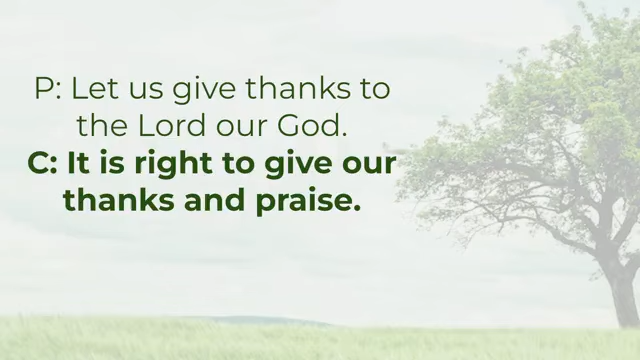 P: Let us give thanks to
the Lord our God.
C: It is right to give our
thanks and praise.